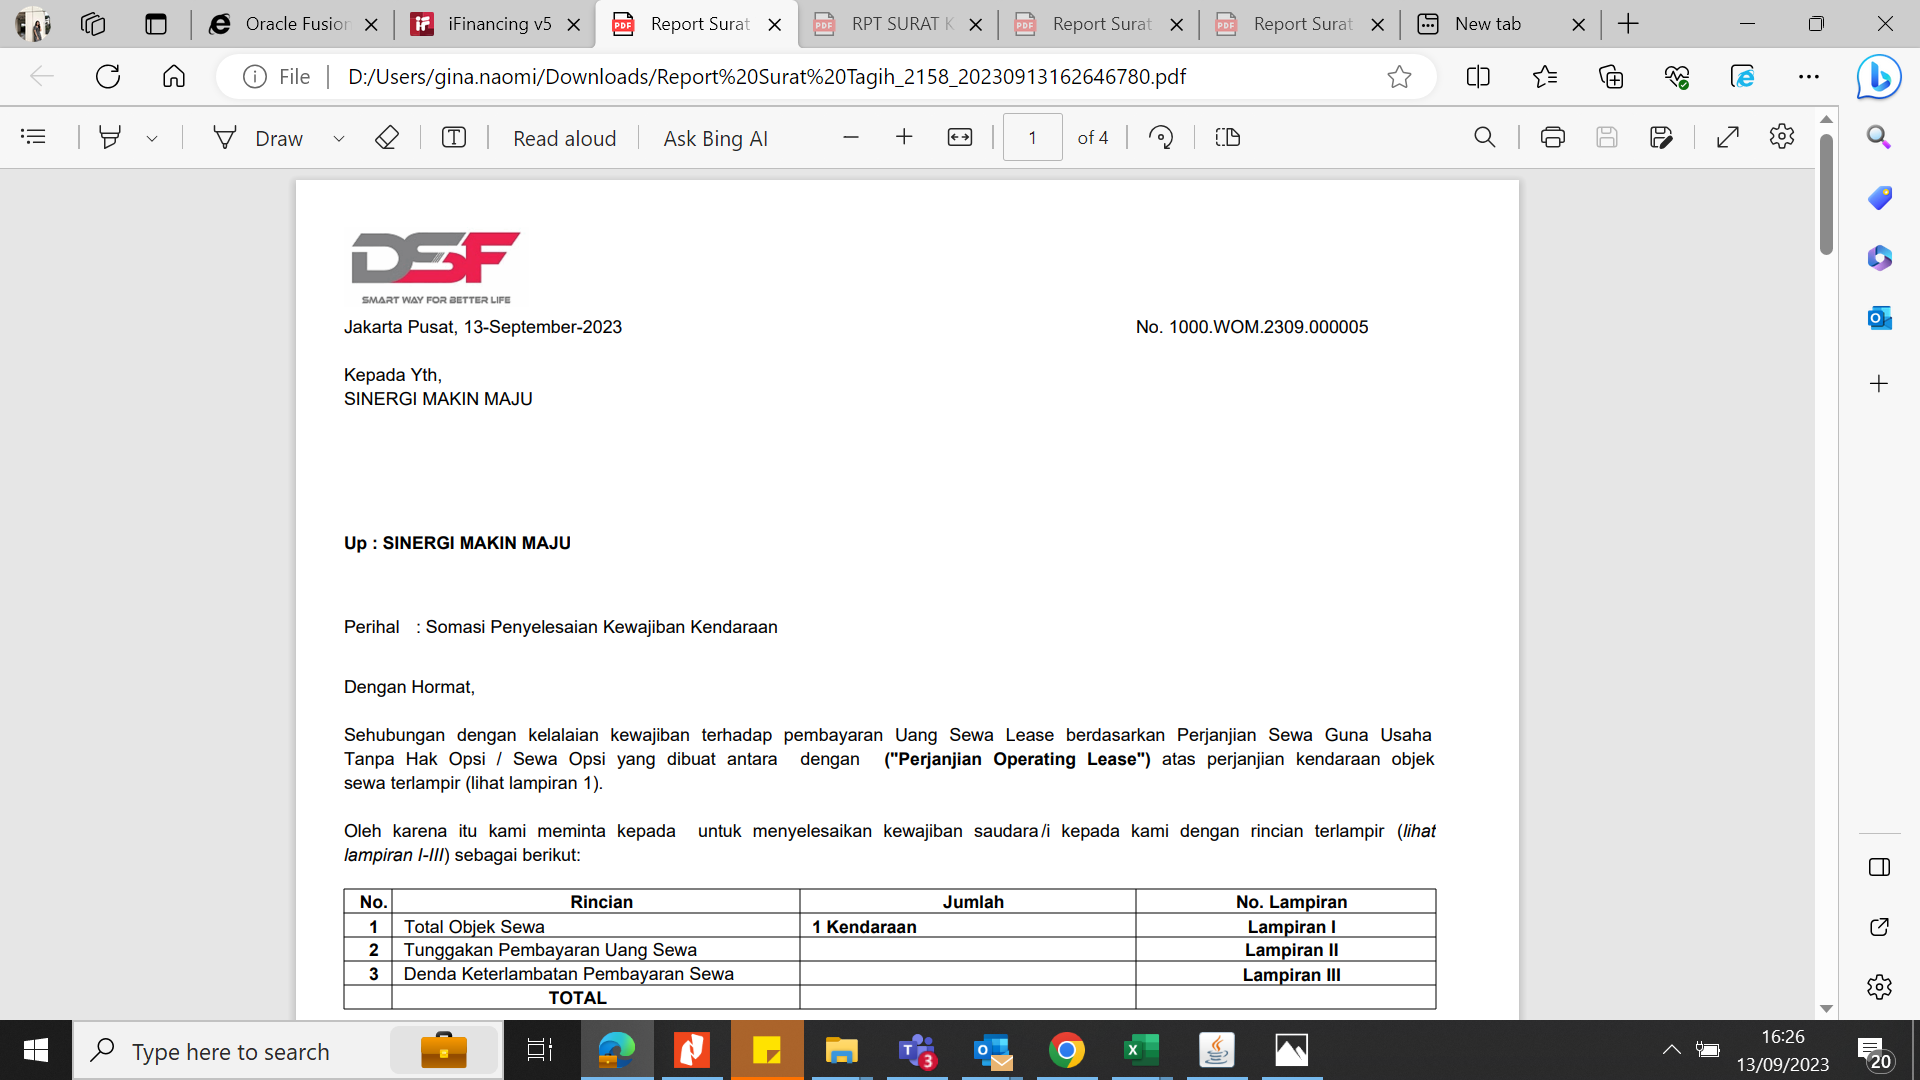 Oracle Fusion
iFinancing v5
Report Surat
RPT SURAT K
Report Surat
Report Surat
New tab
File
D:/Users/gina.naomi/Downloads/Report%20Surat%20Tagih_2158_20230913162646780.pdf
Draw
Read aloud
Ask Bing AI
1
of 4
DSF
SMART WAY FOR BETTER LIFE
Jakarta Pusat, 13-September-2023
No. 1000.WOM.2309.000005
Kepada Yth,
SINERGI MAKIN MAJU
Up : SINERGI MAKIN MAJU
Perihal : Somasi Penyelesaian Kewajiban Kendaraan
Dengan Hormat,
Sehubungan dengan kelalaian kewajiban terhadap pembayaran Uang Sewa Lease berdasarkan Perjanjian Sewa Guna Usaha
Tanpa Hak Opsi / Sewa Opsi yang dibuat antara dengan ("Perjanjian Operating Lease") atas perjanjian kendaraan objek
sewa terlampir (lihat lampiran 1).
Oleh karena itu kami meminta kepada untuk menyelesaikan kewajiban saudara/i kepada kami dengan rincian terlampir (lihat
lampiran I-III) sebagai berikut:
No. Rincian Jumlah No. Lampiran
1 Total Objek Sewa 1 Kendaraan Lampiran I
2 Tunggakan Pembayaran Uang Sewa Lampiran II
3 Denda Keterlambatan Pembayaran Sewa Lampiran III
TOTAL
Type here to search
3
16:26
13/09/2023
20